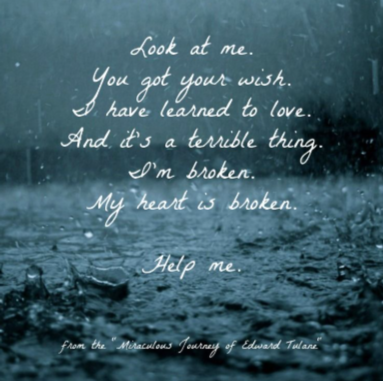 Look at me.
You got your wish.
I have learned to love.
And it's a terrible thing.
I'm broken.
My heart is broken.
Help me.
from the "Miraculous Journey of Edward Tulane"